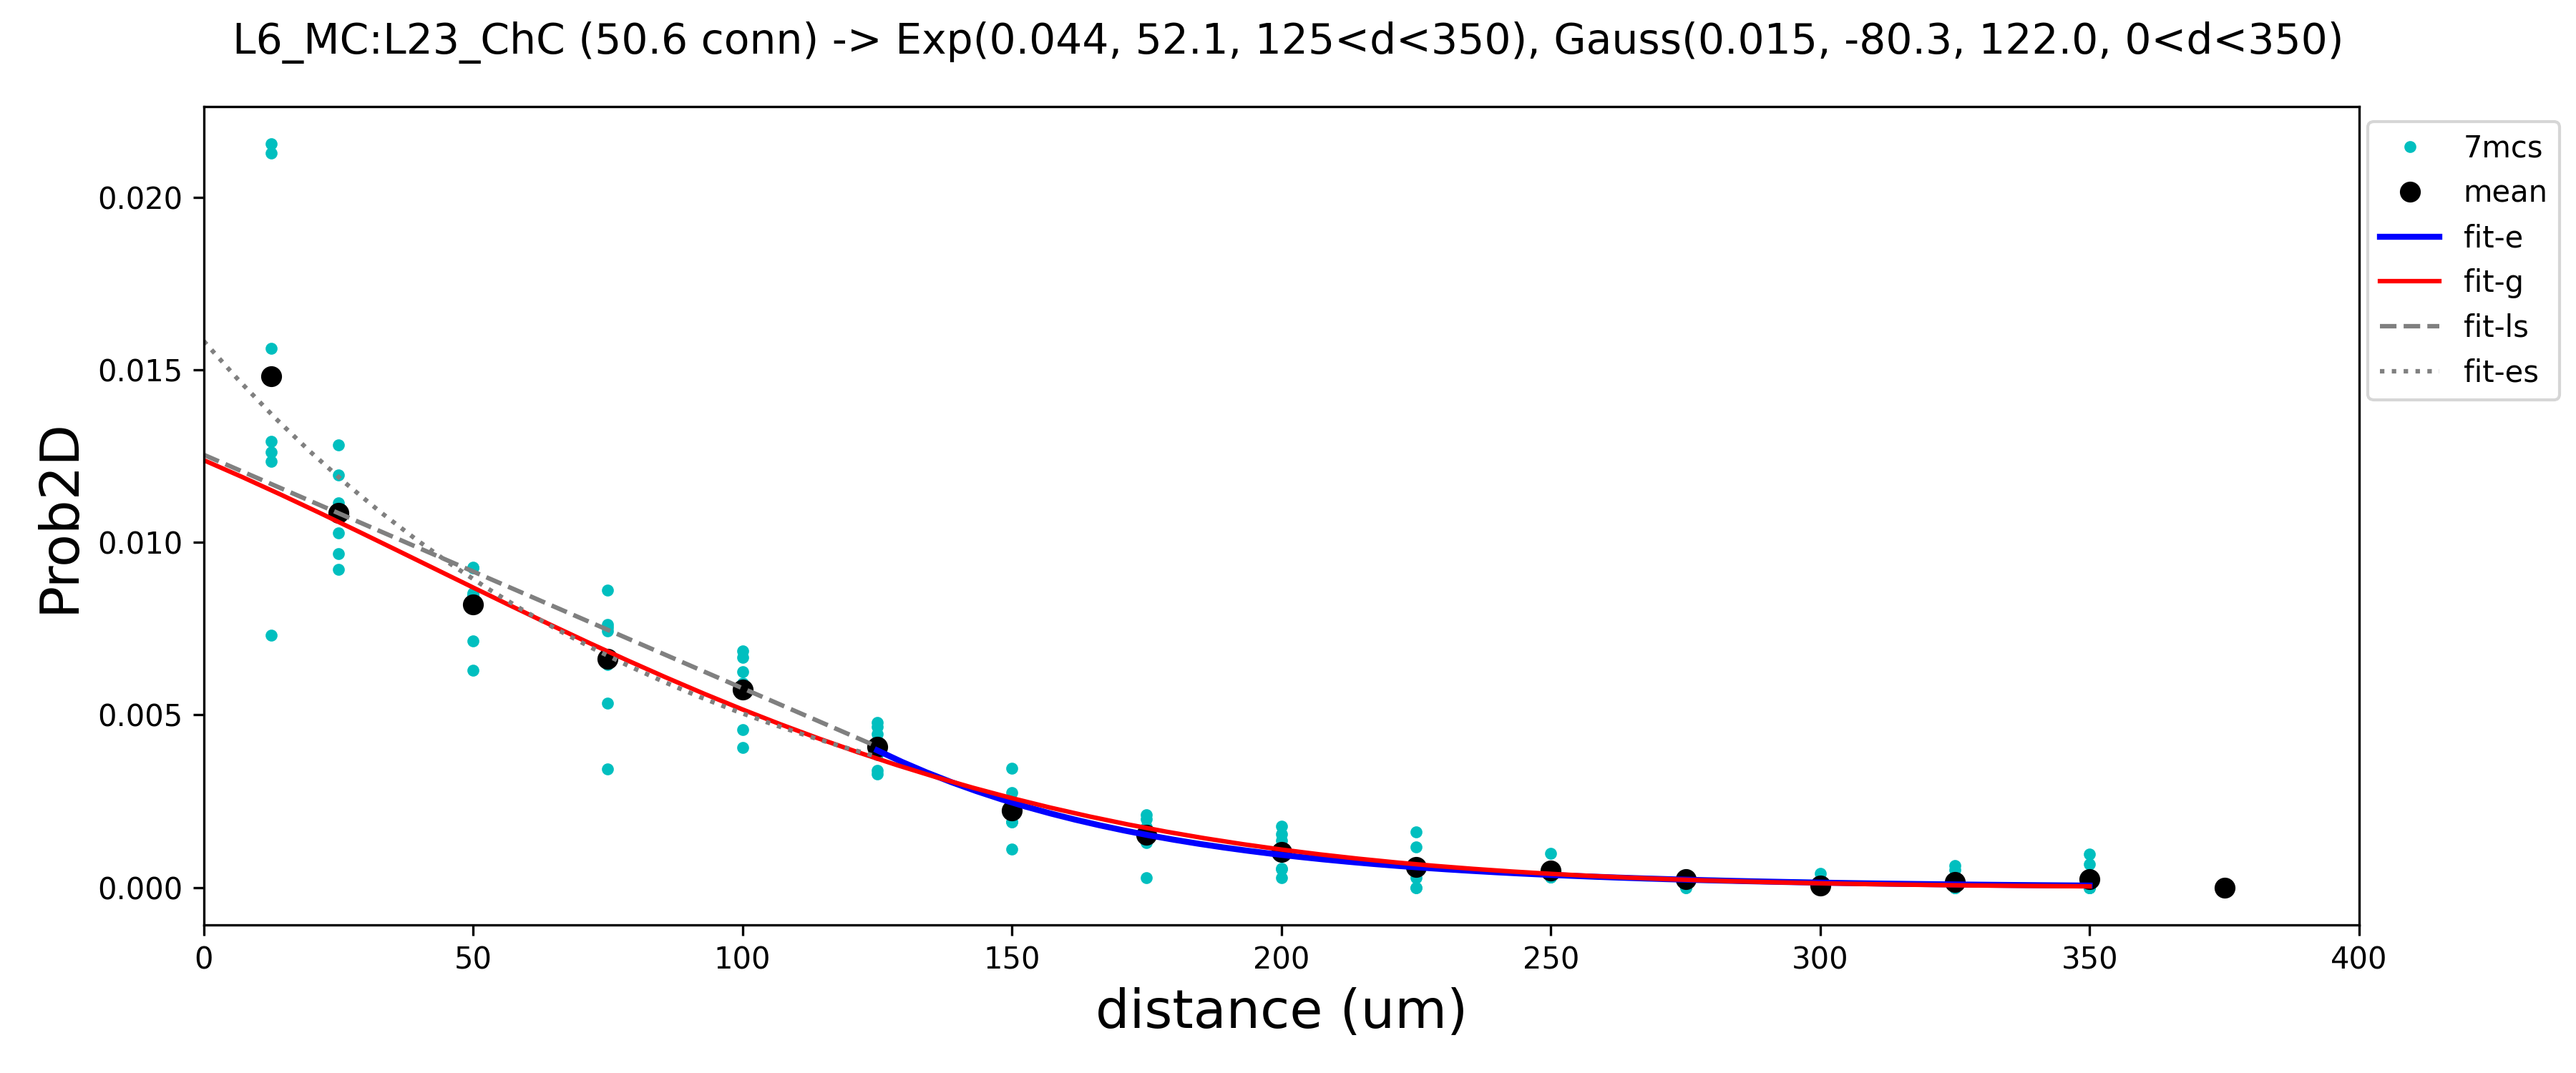 L6_MC:L23_ChC (50.6 conn) -> Exp(0.044, 52.1, 125<d<350), Gauss(0.015, -80.3, 122.0, 0<d<350)
7mcs
mean
fit-e
fit-g
fit-ls
fit-es
Prob2D
0.020
0.015
0.010
0.005
0.000
0 50 100 150 200 250 300 350 400
distance (um)